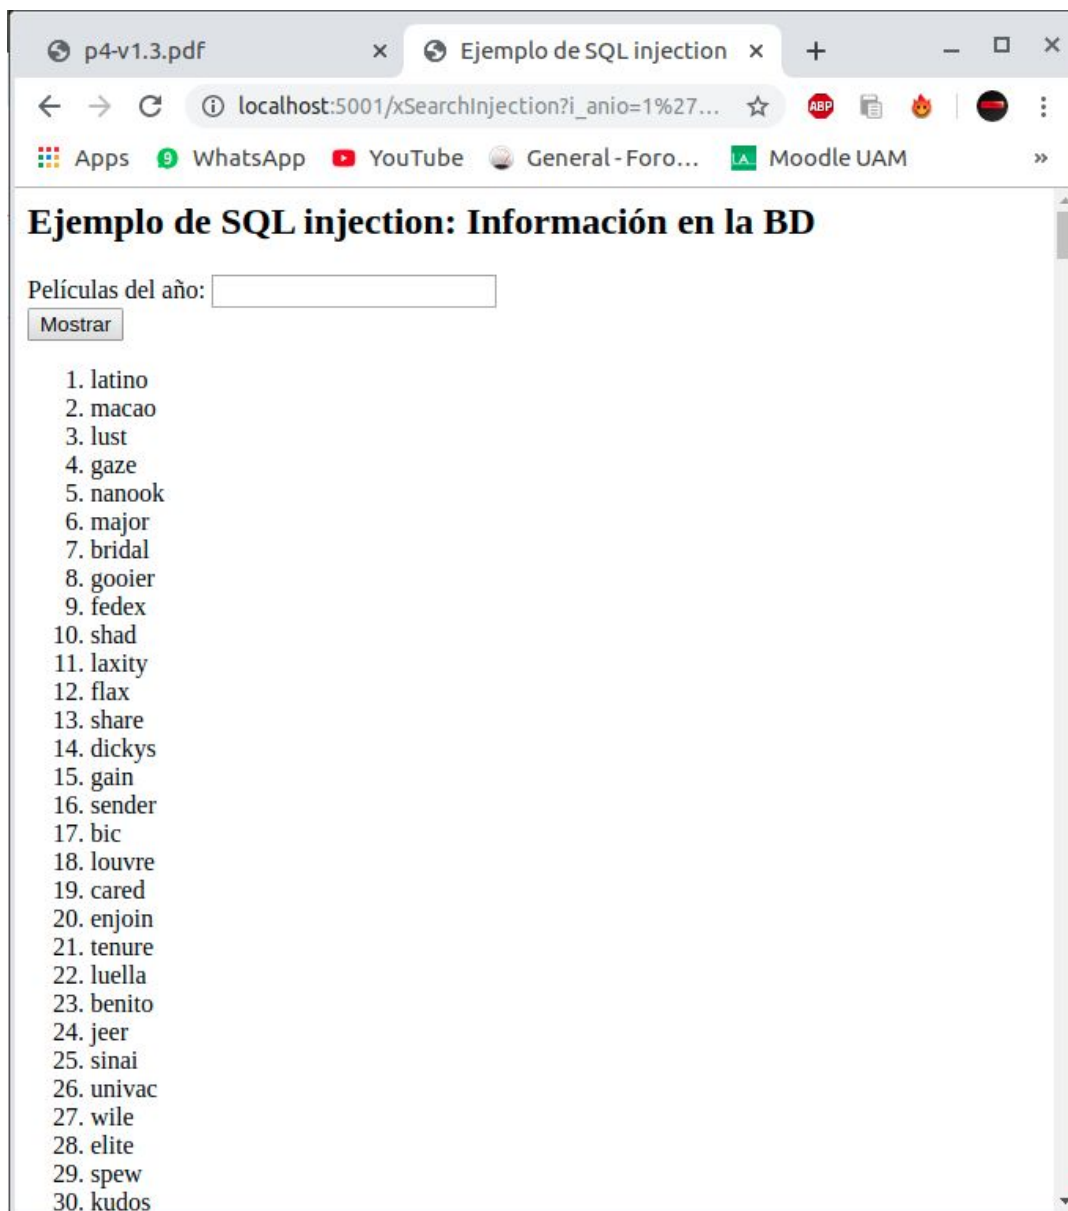 p4-v1.3.pdf
Ejemplo de SQL injection
localhost:5001/xSearchInjection?i_anio=1%27...
ABP
Apps
9 WhatsApp
YouTube
General - Foro...
Moodle UAM
Ejemplo de SQL injection: Información en la BD
Películas del año:
Mostrar
1. latino
2. macao
3. lust
4. gaze
5. nanook
6. major
7. bridal
8. gooier
9. fedex
10. shad
11. laxity
12. flax
13. share
14. dickys
15. gain
16. sender
17. bic
18. louvre
19. cared
20. enjoin
21. tenure
22. luella
23. benito
24. jeer
25. sinai
26. univac
27. wile
28. elite
29. spew
30. kudos